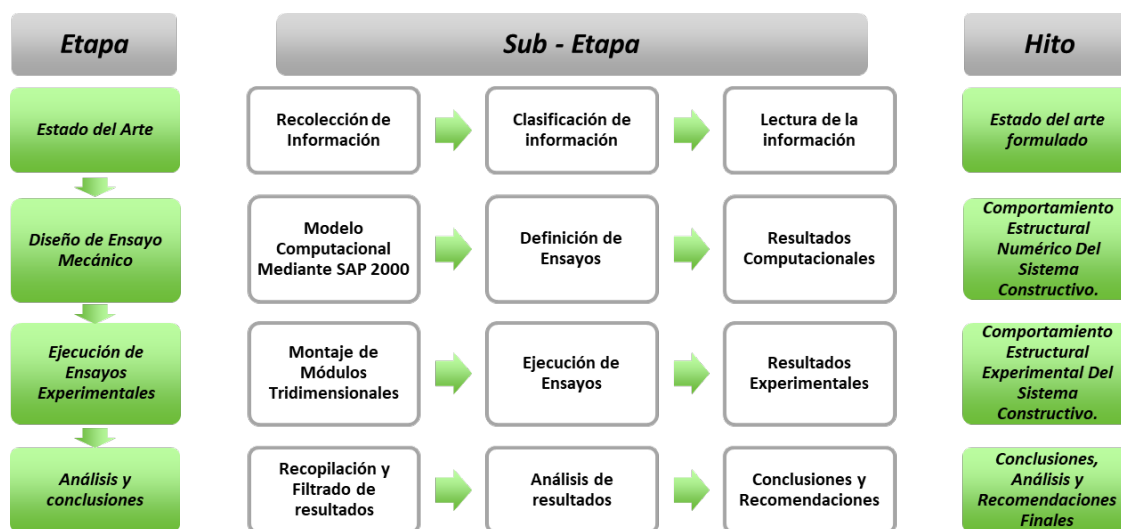 Etapa
Sub - Etapa
Hito
Estado del Arte
Recolección de
Información
Clasificación de
información
Lectura de la
información
Estado del arte
formulado
Diseño de Ensayo
Mecánico
Modelo
Computacional
Mediante SAP 2000
Definición de
Ensayos
Resultados
Computacionales
Comportamiento
Estructural
Numérico Del
Sistema
Constructivo.
Ejecución de
Ensayos
Experimentales
Montaje de
Módulos
Tridimensionales
Ejecución de
Ensayos
Resultados
Experimentales
Comportamiento
Estructural
Experimental Del
Sistema
Constructivo.
Análisis y
conclusiones
Recopilación y
Filtrado de
resultados
Análisis de
resultados
Conclusiones y
Recomendaciones
Conclusiones,
Análisis y
Recomendaciones
Finales